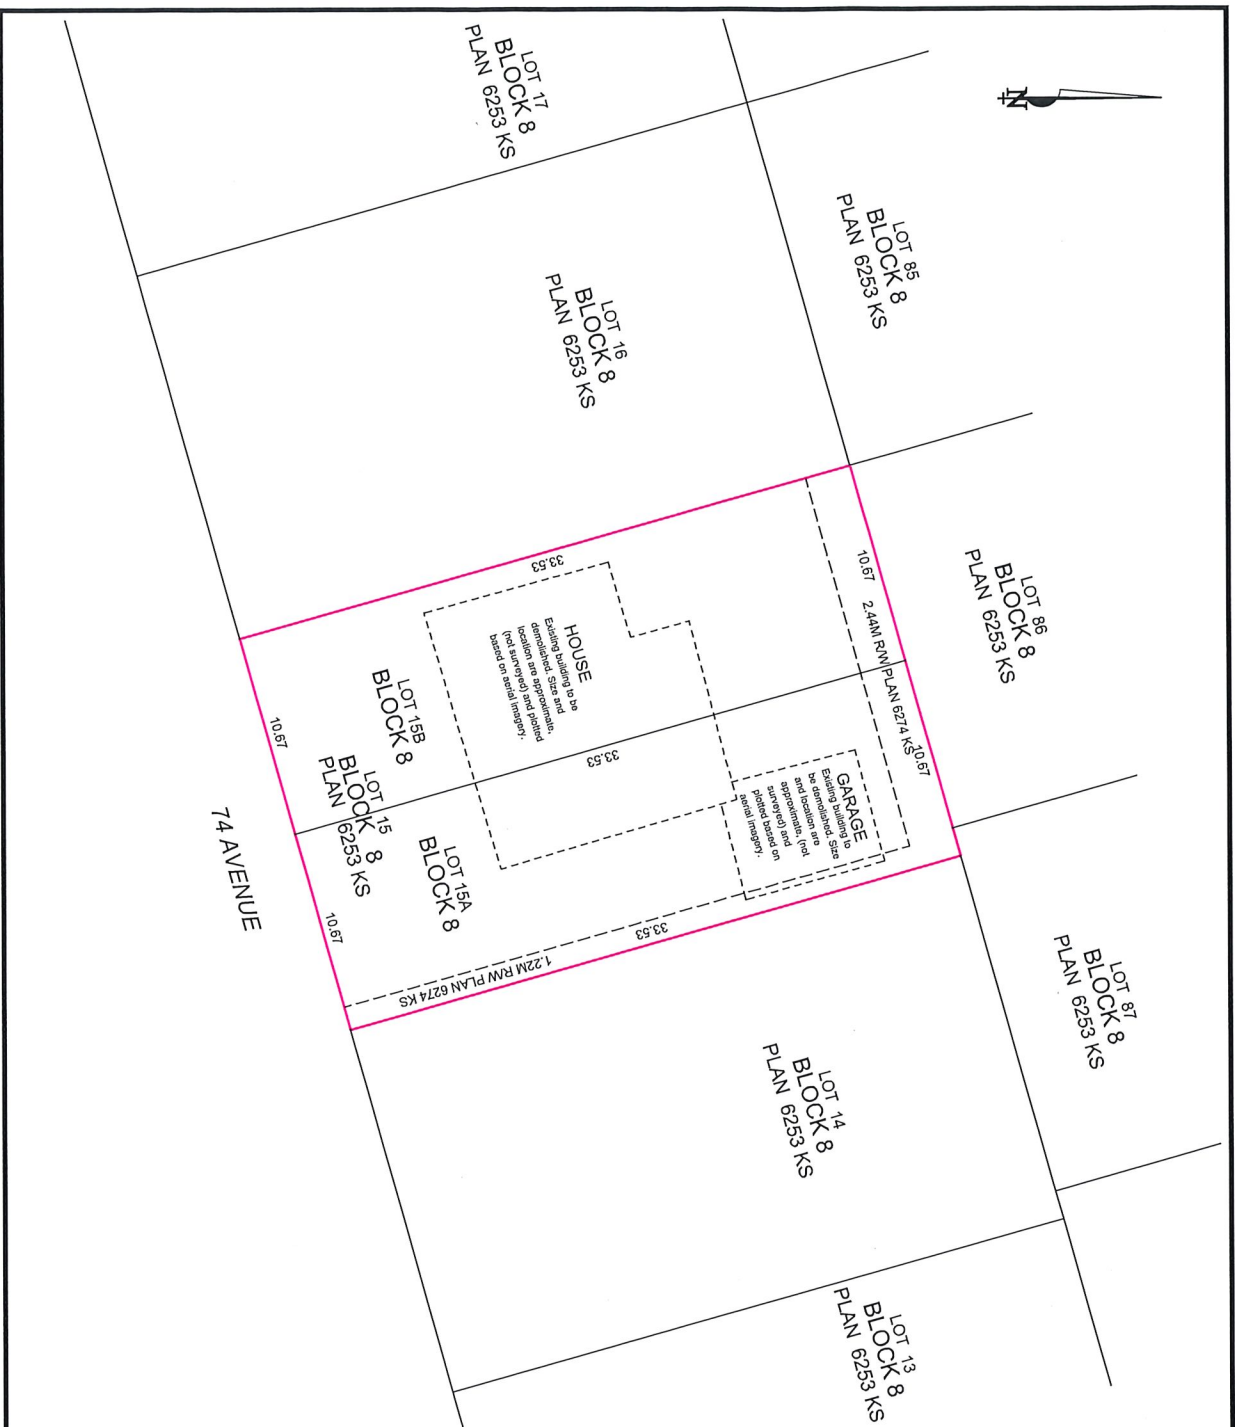 N
LOT 17
BLOCK 8
PLAN 6253 KS
LOT 85
BLOCK 8
PLAN 6253 KS
LOT 16
BLOCK 8
PLAN 6253 KS
LOT 86
BLOCK 8
PLAN 6253 KS
33.53
10.67
2.44M R/W PLAN 6274 KS
10.67
HOUSE
Existing building to be
demolished. Size and
location are approximate,
(not surveyed) and plotted
based on aerial imagery.
GARAGE
Existing building to
be demolished. Size
and location are
approximate, (not
surveyed) and
plotted based on
aerial imagery.
33.53
LOT 15B
BLOCK 8
10.67
LOT 15
BLOCK 8
PLAN 6253 KS
LOT 15A
BLOCK 8
10.67
33.53
1.22M R/W PLAN 6274 KS
74 AVENUE
LOT 87
BLOCK 8
PLAN 6253 KS
LOT 14
BLOCK 8
PLAN 6253 KS
LOT 13
BLOCK 8
PLAN 6253 KS